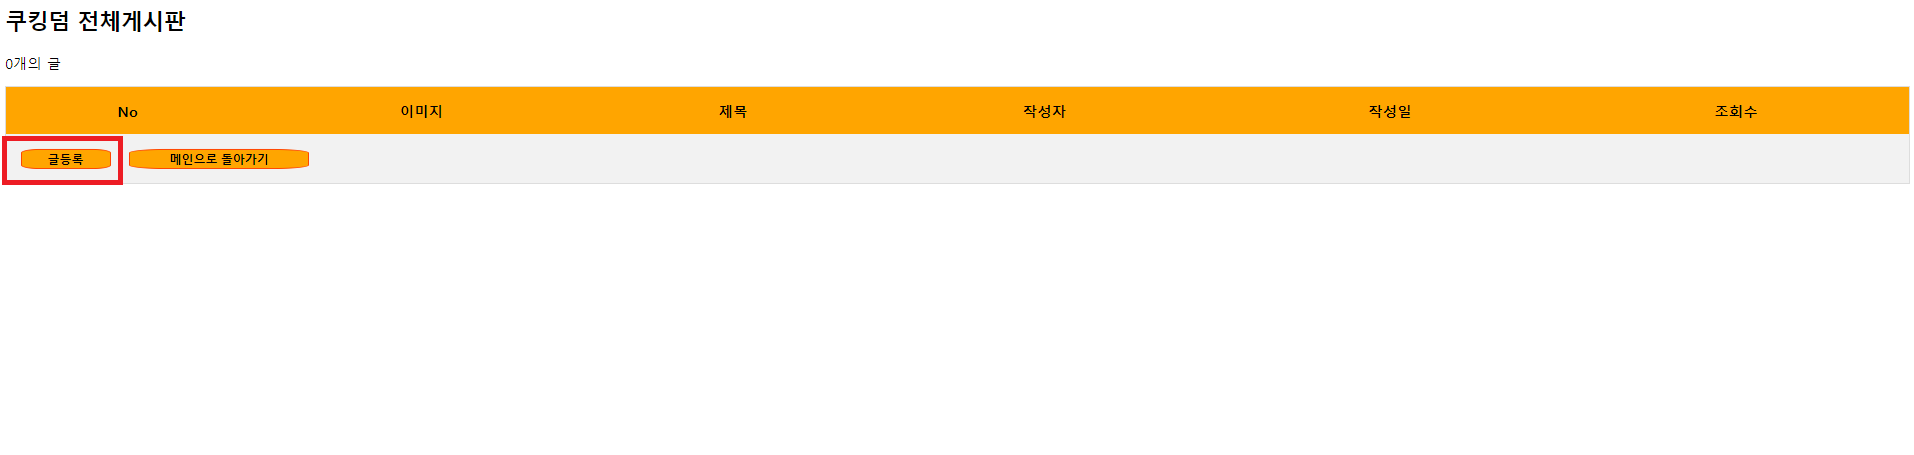 쿠킹덤 전체게시판
0개의 글
No 이미지 제목 작성자 작성일 조회수
글등록 메인으로 돌아가기